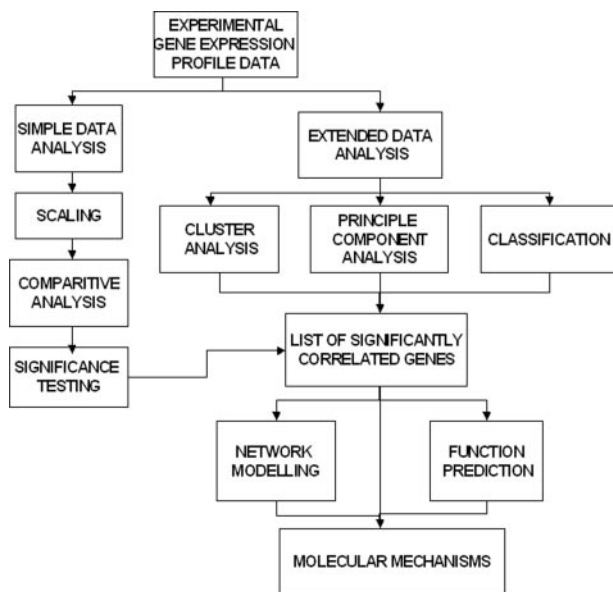 EXPERIMENTAL
GENE EXPRESSION
PROFILE DATA
SIMPLE DATA
ANALYSIS
EXTENDED DATA
ANALYSIS
SCALING
CLUSTER
ANALYSIS
PRINCIPLE
COMPONENT
ANALYSIS
CLASSIFICATION
COMPARITIVE
ANALYSIS
LIST OF SIGNIFICANTLY
CORRELATED GENES
SIGNIFICANCE
TESTING
NETWORK
MODELLING
FUNCTION
PREDICTION
MOLECULAR MECHANISMS